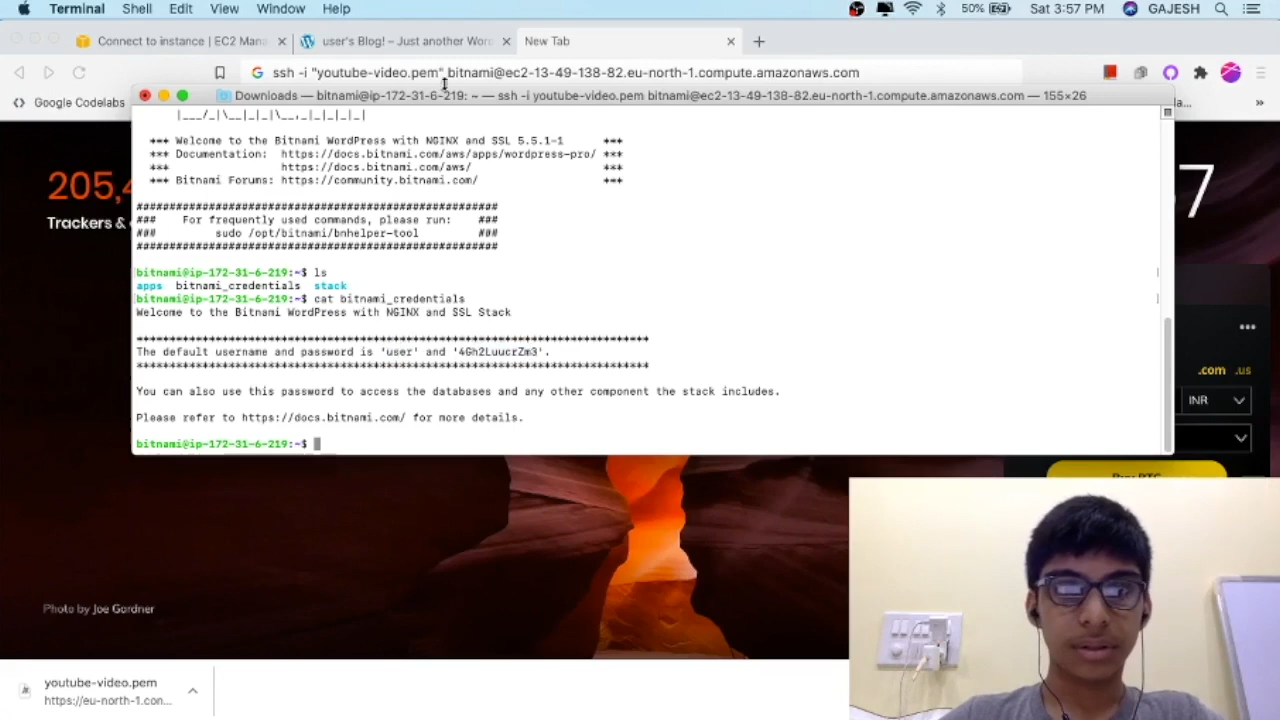 Terminal Shell Edit View Window Help 50% Sat 3:57 PM GAJESH
Connect to instance | EC2 Mana
user's Blog! – Just another Wor
New Tab
ssh -i "youtube-video.pem" bitnami@ec2-13-49-138-82.eu-north-1.compute.amazonaws.com
Google Codelabs
Downloads — bitnami@ip-172-31-6-219: ~ — ssh -i youtube-video.pem bitnami@ec2-13-49-138-82.eu-north-1.compute.amazonaws.com — 155×26
|___/_|\__|_|_|\__,_|_|_|_|_|
*** Welcome to the Bitnami WordPress with NGINX and SSL 5.5.1-1 ***
*** Documentation: https://docs.bitnami.com/aws/apps/wordpress-pro/ ***
*** https://docs.bitnami.com/aws/ ***
*** Bitnami Forums: https://community.bitnami.com/ ***
#######################################################
### For frequently used commands, please run: ###
### sudo /opt/bitnami/bnhelper-tool ###
#######################################################
bitnami@ip-172-31-6-219:~$ ls
apps bitnami_credentials stack
bitnami@ip-172-31-6-219:~$ cat bitnami_credentials
Welcome to the Bitnami WordPress with NGINX and SSL Stack
******************************************************************************
The default username and password is 'user' and '4Gh2LuucrZm3'.
******************************************************************************
You can also use this password to access the databases and any other component the stack includes.
Please refer to https://docs.bitnami.com/ for more details.
bitnami@ip-172-31-6-219:~$
205,4
Trackers &
7
.com .us
INR
Photo by Joe Gordner
youtube-video.pem
https://eu-north-1.con...